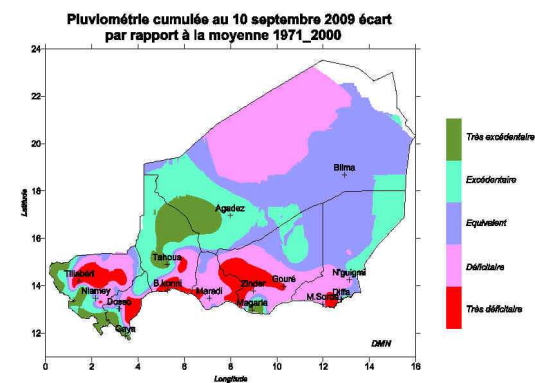 Pluviométrie cumulée au 10 septembre 2009 écart
par rapport à la moyenne 1971_2000
24
22
20
18
16
14
12
Latitude
Bilma
Agadez
Tahoua
N'guigmi
Tillabéri
Gouré
Niamey
B.konni
Zinder
Maradi
Diffa
M.Soroa
Dosso
Magaria
Gaya
DMN
0 2 4 6 8 10 12 14 16
Longitude
Très excédentaire
Excédentaire
Equivalent
Déficitaire
Très déficitaire